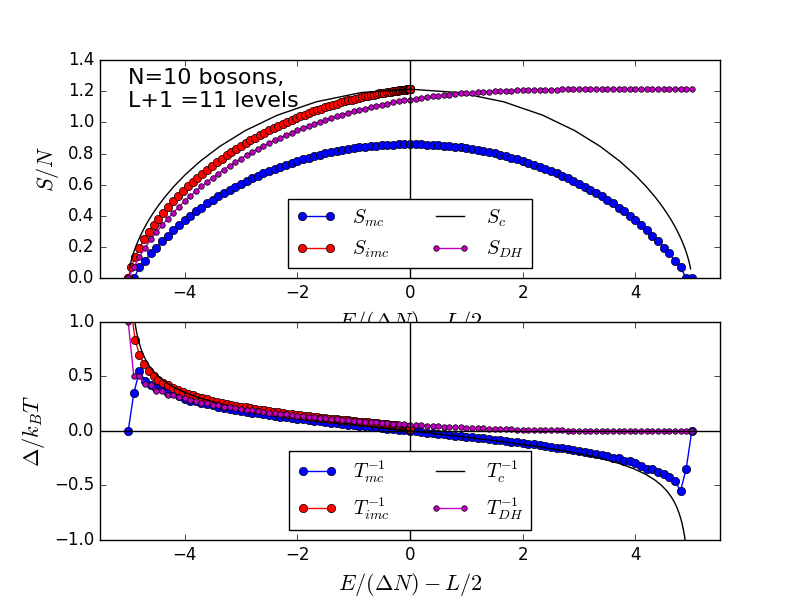 1.4
1.2
1.0
0.8
0.6
0.4
0.2
0.0
S/N
N=10 bosons,
L+1 =11 levels
S_mc
S_imc
S_c
S_DH
−4 −2 0 2 4
E/(ΔN) − L/2
1.0
0.5
0.0
−0.5
−1.0
Δ/k_BT
T_mc^−1
T_imc^−1
T_c^−1
T_DH^−1
−4 −2 0 2 4
E/(ΔN) − L/2